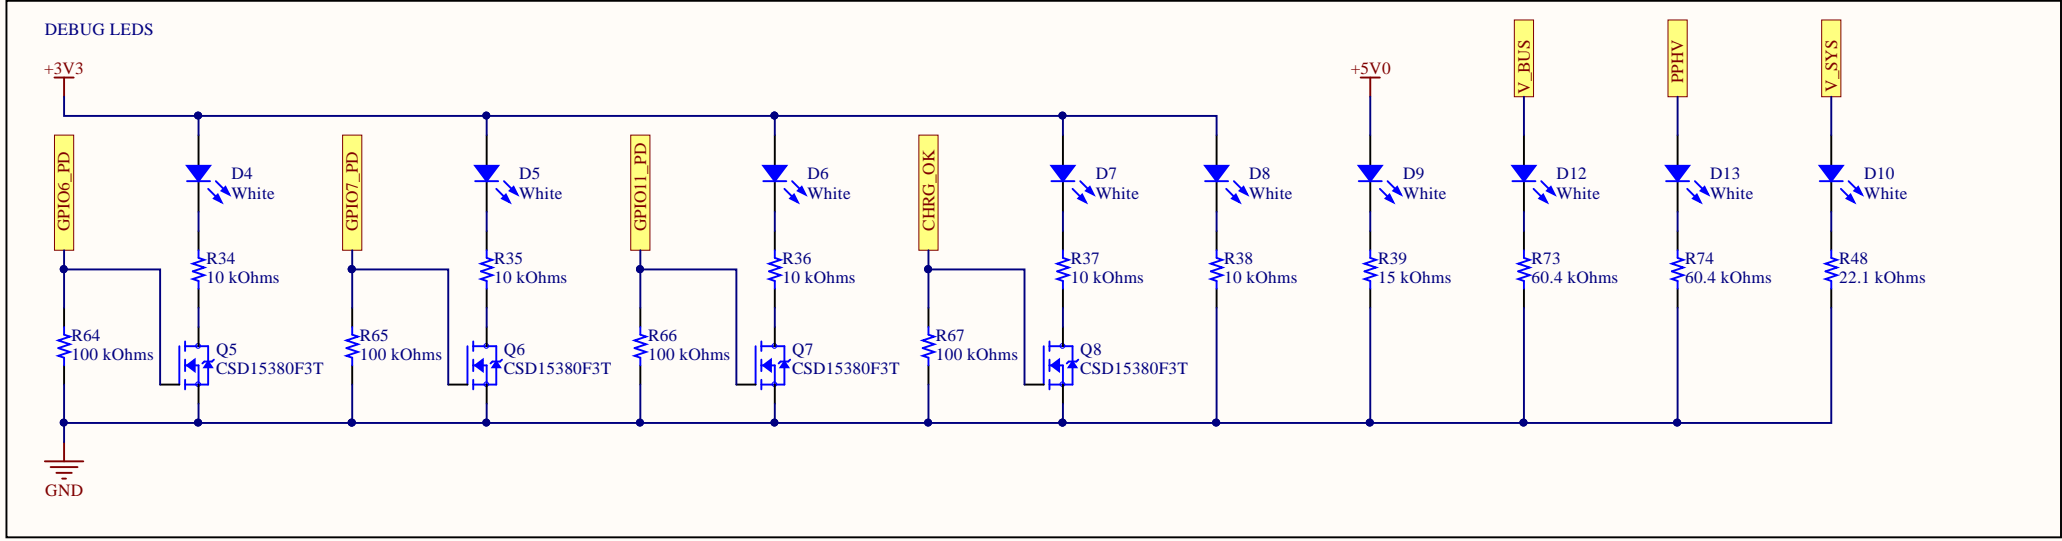 DEBUG LEDS
+3V3
+5V0
V_BUS
PPHV
V_SYS
GPIO6_PD
GPIO7_PD
GPIO11_PD
CHRG_OK
D4
White
D5
White
D6
White
D7
White
D8
White
D9
White
D12
White
D13
White
D10
White
R34
10 kOhms
R35
10 kOhms
R36
10 kOhms
R37
10 kOhms
R38
10 kOhms
R39
15 kOhms
R73
60.4 kOhms
R74
60.4 kOhms
R48
22.1 kOhms
R64
100 kOhms
Q5
CSD15380F3T
R65
100 kOhms
Q6
CSD15380F3T
R66
100 kOhms
Q7
CSD15380F3T
R67
100 kOhms
Q8
CSD15380F3T
GND